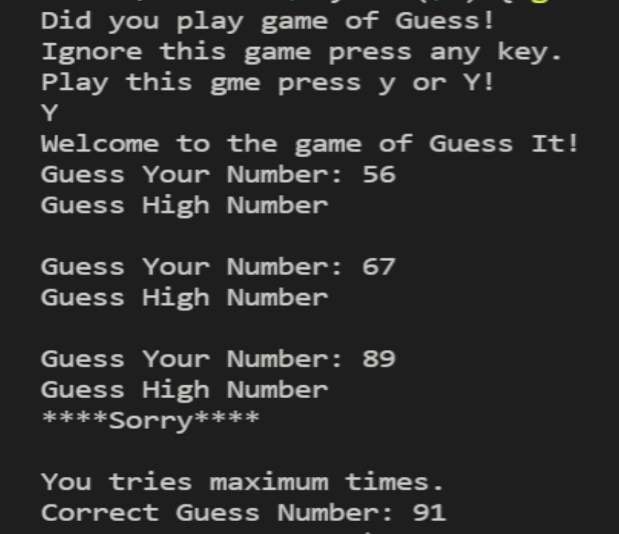 Did you play game of Guess!
Ignore this game press any key.
Play this gme press y or Y!
Y
Welcome to the game of Guess It!
Guess Your Number: 56
Guess High Number
Guess Your Number: 67
Guess High Number
Guess Your Number: 89
Guess High Number
****Sorry****
You tries maximum times.
Correct Guess Number: 91